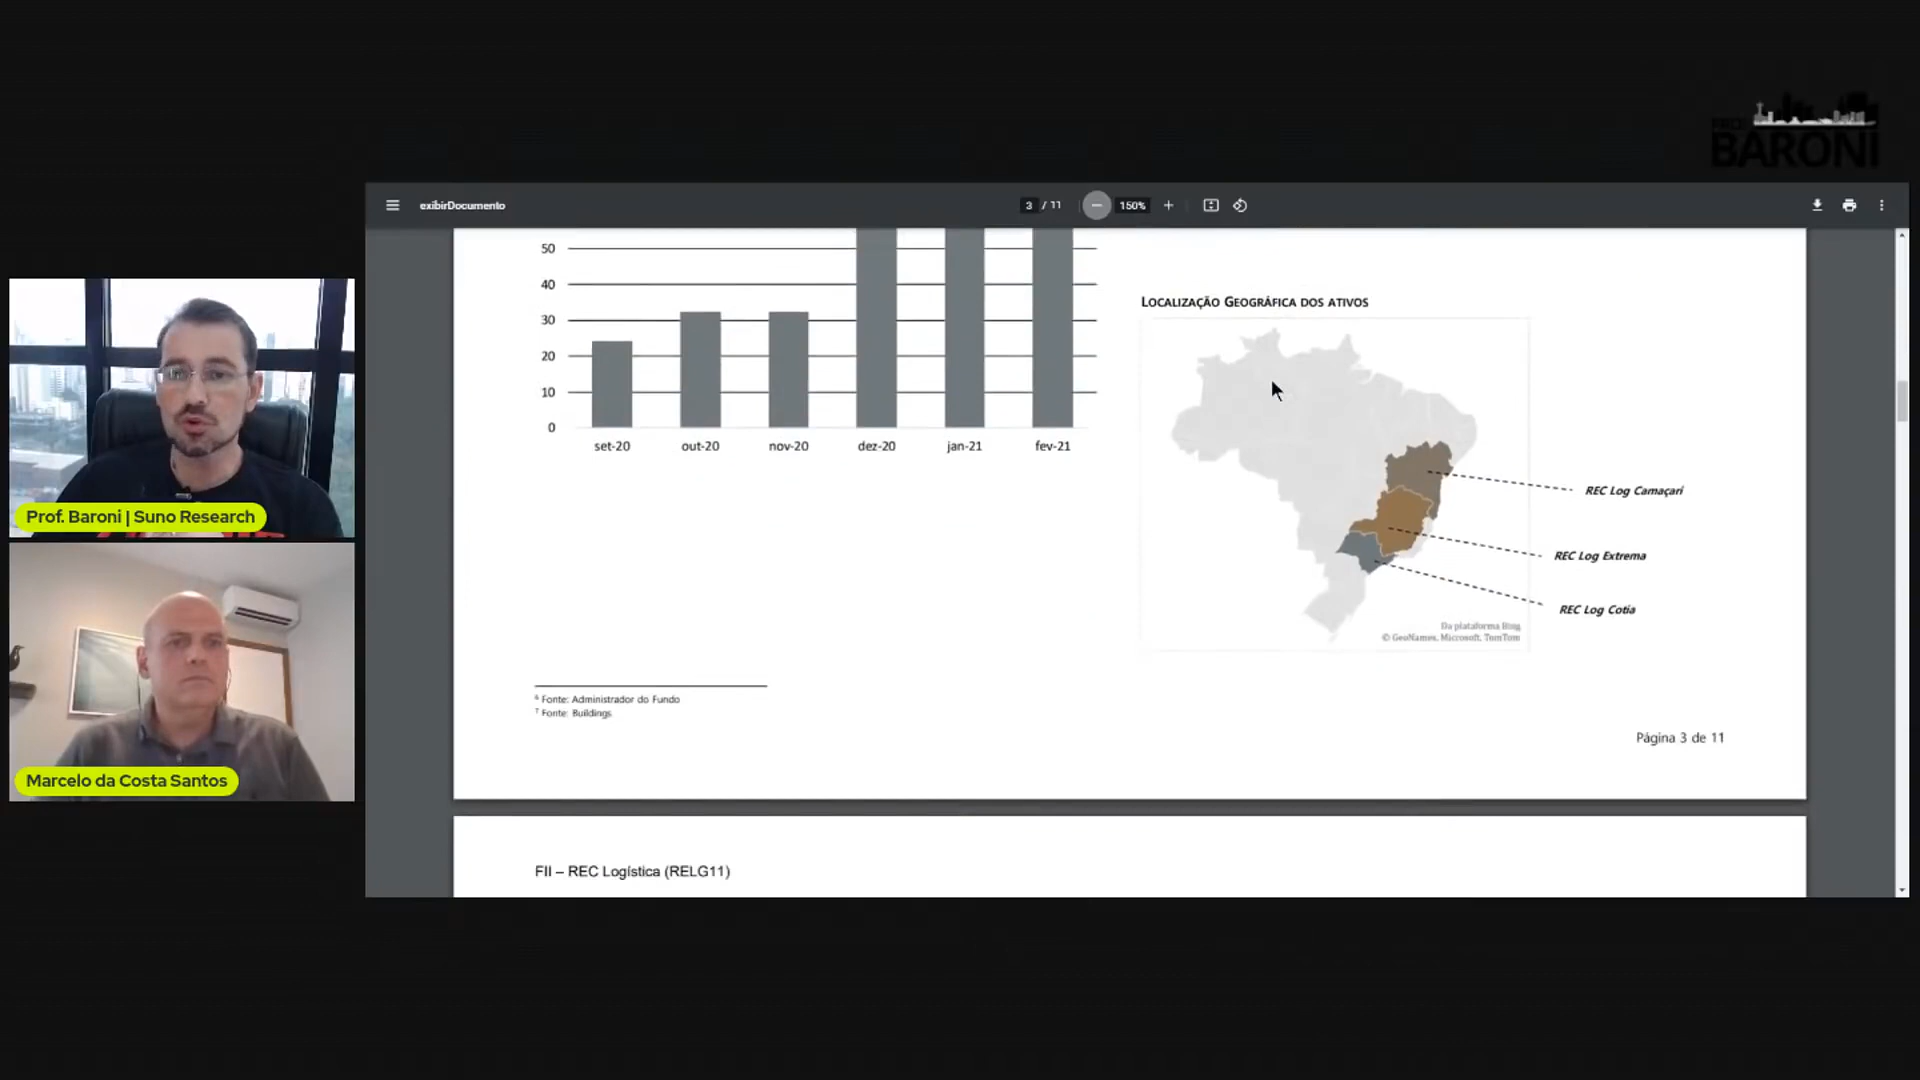 BARONI
exibirDocumento
3 / 11
150%
50
40
30
20
10
0
set-20
out-20
nov-20
dez-20
jan-21
fev-21
LOCALIZAÇÃO GEOGRÁFICA DOS ATIVOS
REC Log Camaçari
REC Log Extrema
REC Log Cotia
Da plataforma Bing
© GeoNames, Microsoft, TomTom
⁶ Fonte: Administrador do Fundo
⁷ Fonte: Buildings
Página 3 de 11
FII – REC Logística (RELG11)
Prof. Baroni | Suno Research
Marcelo da Costa Santos